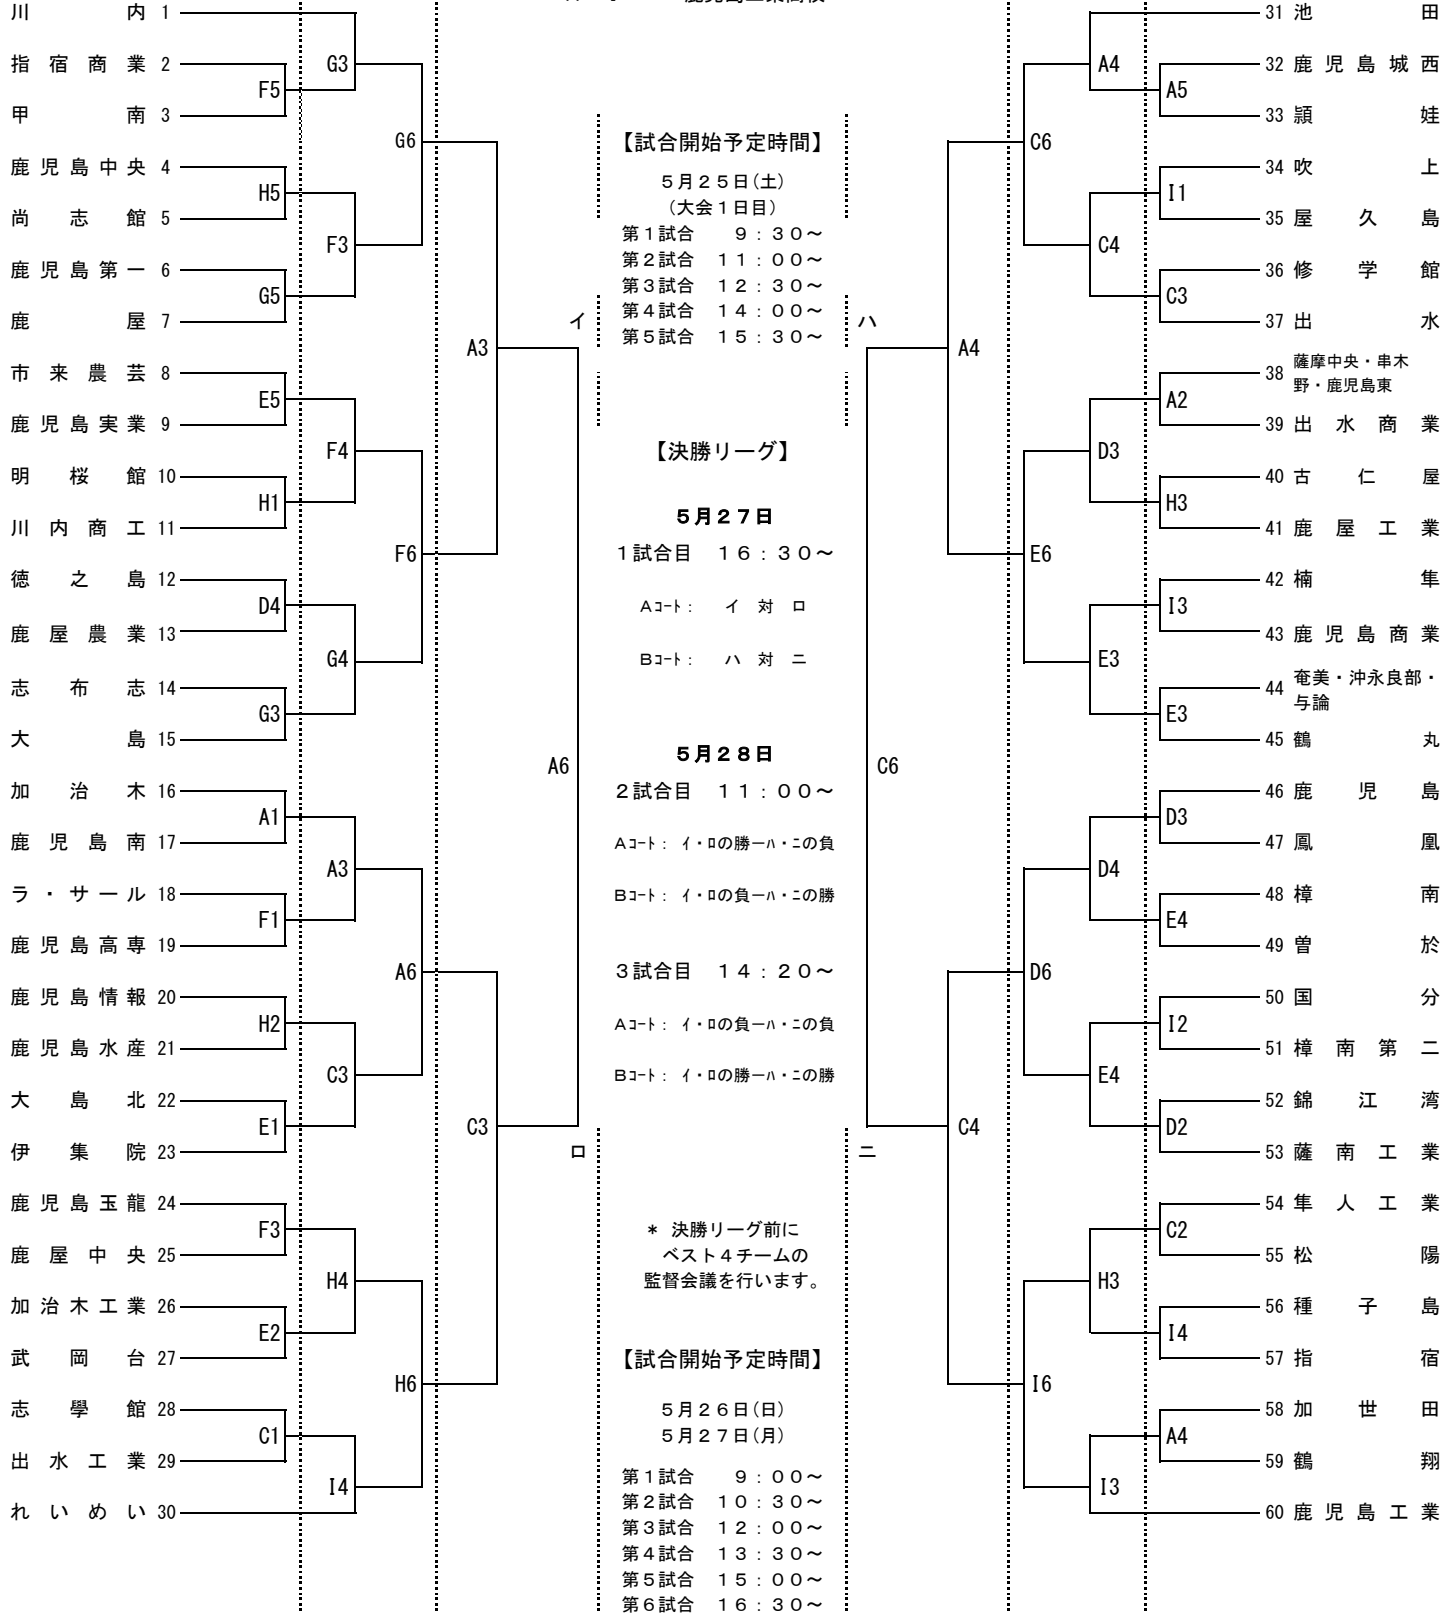 川内 1
指宿商業 2
甲南 3
鹿児島中央 4
尚志館 5
鹿児島第一 6
鹿屋 7
市来農芸 8
鹿児島実業 9
明桜館 10
川内商工 11
徳之島 12
鹿屋農業 13
志布志 14
大島 15
加治木 16
鹿児島南 17
ラ・サール 18
鹿児島高専 19
鹿児島情報 20
鹿児島水産 21
大島北 22
伊集院 23
鹿児島玉龍 24
鹿屋中央 25
加治木工業 26
武岡台 27
志學館 28
出水工業 29
れいめい 30
F5
H5
G5
E5
H1
D4
G3
A1
F1
H2
E1
F3
E2
C1
G3
F3
F4
G4
A3
C3
H4
I4
G6
F6
A6
H6
A3
C3
A6
イ
ロ
【試合開始予定時間】
5月25日(土)
(大会1日目)
第1試合 9:30~
第2試合 11:00~
第3試合 12:30~
第4試合 14:00~
第5試合 15:30~
【決勝リーグ】
5月27日
1試合目 16:30~
Aコート: イ 対 ロ
Bコート: ハ 対 ニ
5月28日
2試合目 11:00~
Aコート: イ・ロの勝ーハ・ニの負
Bコート: イ・ロの負ーハ・ニの勝
3試合目 14:20~
Aコート: イ・ロの負ーハ・ニの負
Bコート: イ・ロの勝ーハ・ニの勝
* 決勝リーグ前に
ベスト4チームの
監督会議を行います。
【試合開始予定時間】
5月26日(日)
5月27日(月)
第1試合 9:00~
第2試合 10:30~
第3試合 12:00~
第4試合 13:30~
第5試合 15:00~
第6試合 16:30~
ハ
ニ
C6
A4
C4
C6
E6
D6
I6
A4
C4
D3
E3
D4
E4
H3
I3
A5
I1
C3
A2
H3
I3
E3
D3
E4
I2
D2
C2
I4
A4
31 池田
32 鹿児島城西
33 頴娃
34 吹上
35 屋久島
36 修学館
37 出水
38 薩摩中央・串木
野・鹿児島東
39 出水商業
40 古仁屋
41 鹿屋工業
42 楠隼
43 鹿児島商業
44 奄美・沖永良部・
与論
45 鶴丸
46 鹿児島
47 鳳凰
48 樟南
49 曽於
50 国分
51 樟南第二
52 錦江湾
53 薩南工業
54 隼人工業
55 松陽
56 種子島
57 指宿
58 加世田
59 鶴翔
60 鹿児島工業